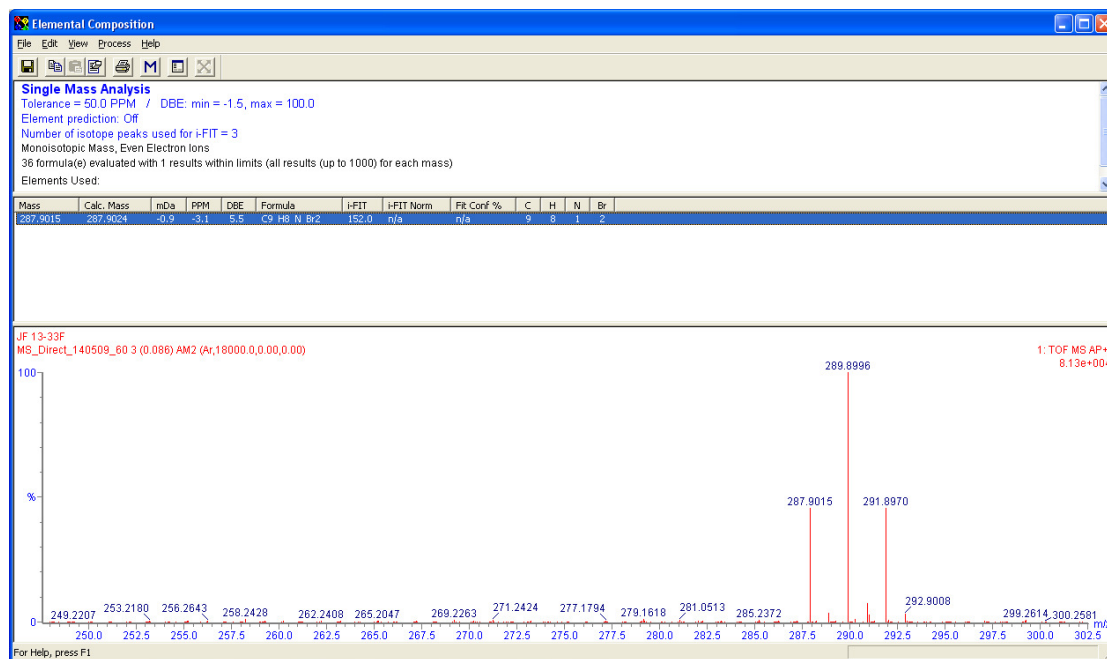 Elemental Composition
File Edit View Process Help
Single Mass Analysis
Tolerance = 50.0 PPM / DBE: min = -1.5, max = 100.0
Element prediction: Off
Number of isotope peaks used for i-FIT = 3
Monoisotopic Mass, Even Electron Ions
36 formula(e) evaluated with 1 results within limits (all results (up to 1000) for each mass)
Elements Used:
Mass Calc. Mass mDa PPM DBE Formula i-FIT i-FIT Norm Fit Conf % C H N Br
287.9015 287.9024 -0.9 -3.1 5.5 C9 H8 N Br2 152.0 n/a n/a 9 8 1 2
JF 13-33F
MS_Direct_140509_60 3 (0.086) AM2 (Ar,18000.0,0.00,0.00)
1: TOF MS AP+
8.13e+004
100
289.8996
%
287.9015
291.8970
249.2207 253.2180 256.2643 258.2428 262.2408 265.2047 269.2263 271.2424 277.1794 279.1618 281.0513 285.2372 292.9008 299.2614 300.2581
0
m/z
250.0 252.5 255.0 257.5 260.0 262.5 265.0 267.5 270.0 272.5 275.0 277.5 280.0 282.5 285.0 287.5 290.0 292.5 295.0 297.5 300.0 302.5
For Help, press F1